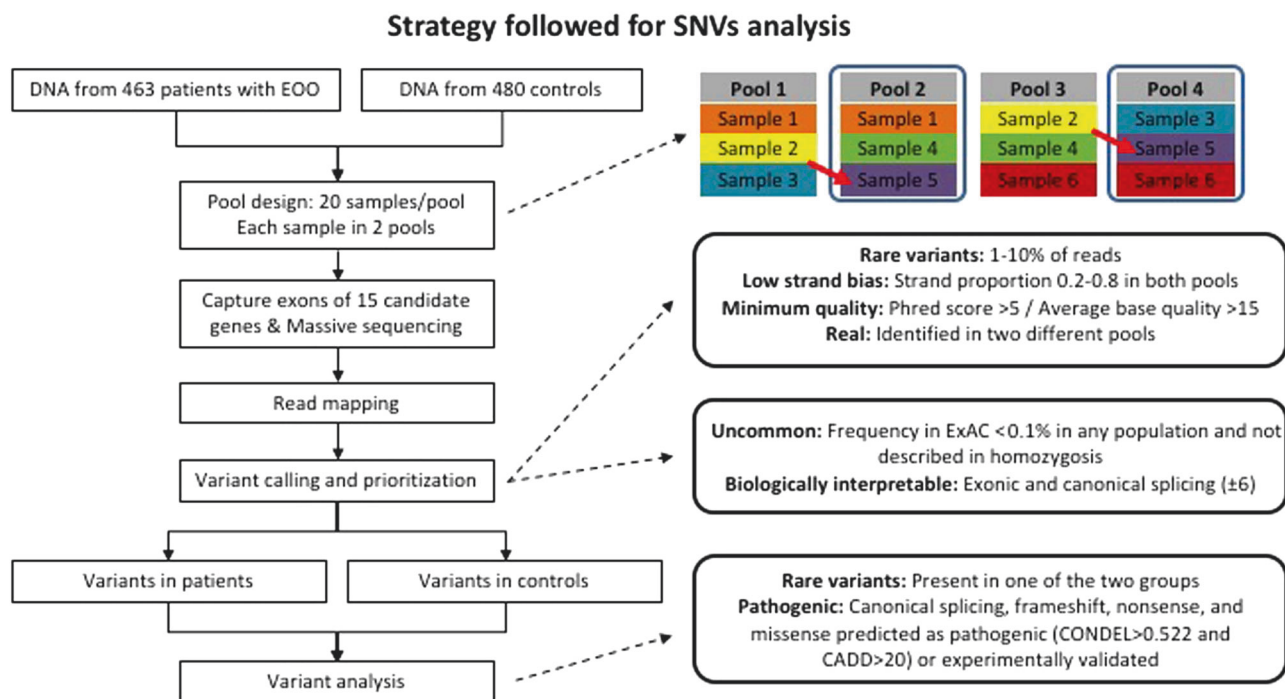 Strategy followed for SNVs analysis
DNA from 463 patients with EOO
DNA from 480 controls
Pool design: 20 samples/pool
Each sample in 2 pools
Capture exons of 15 candidate
genes & Massive sequencing
Read mapping
Variant calling and prioritization
Variants in patients
Variants in controls
Variant analysis
Pool 1
Sample 1
Sample 2
Sample 3
Pool 2
Sample 1
Sample 4
Sample 5
Pool 3
Sample 2
Sample 4
Sample 6
Pool 4
Sample 3
Sample 5
Sample 6
Rare variants: 1-10% of reads
Low strand bias: Strand proportion 0.2-0.8 in both pools
Minimum quality: Phred score >5 / Average base quality >15
Real: Identified in two different pools
Uncommon: Frequency in ExAC <0.1% in any population and not
described in homozygosis
Biologically interpretable: Exonic and canonical splicing (±6)
Rare variants: Present in one of the two groups
Pathogenic: Canonical splicing, frameshift, nonsense, and
missense predicted as pathogenic (CONDEL>0.522 and
CADD>20) or experimentally validated